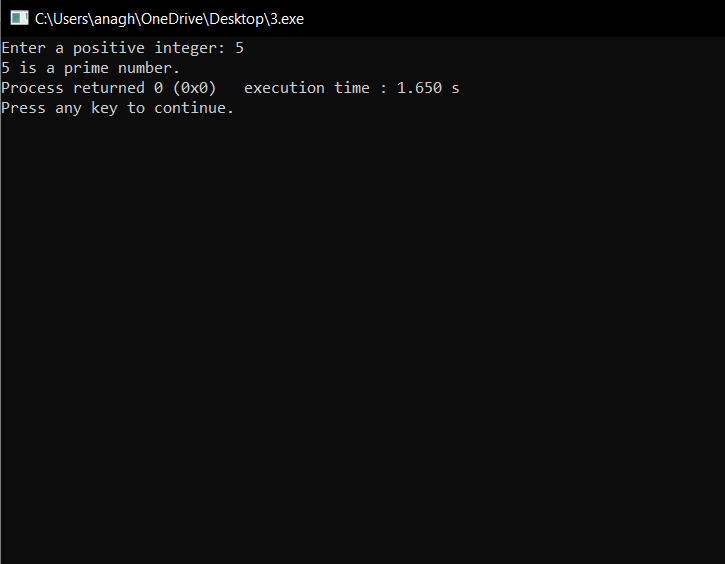 C:\Users\anagh\OneDrive\Desktop\3.exe
Enter a positive integer: 5
5 is a prime number.
Process returned 0 (0x0)   execution time : 1.650 s
Press any key to continue.